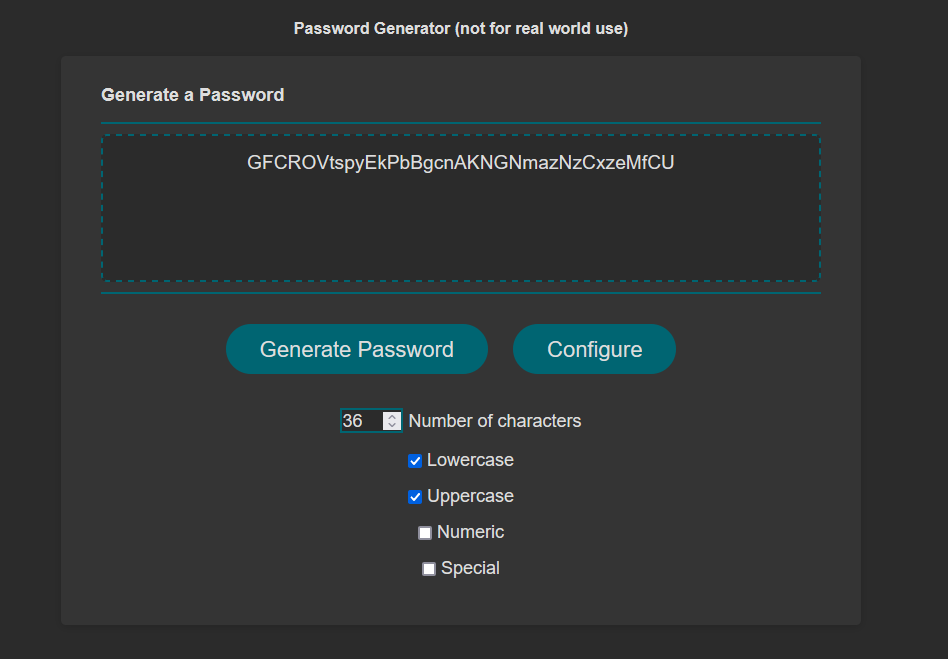 Password Generator (not for real world use)
Generate a Password
GFCROVtspyEkPbBgcnAKNGNmazNzCxzeMfCU
Generate Password Configure
36 Number of characters
Lowercase
Uppercase
Numeric
Special